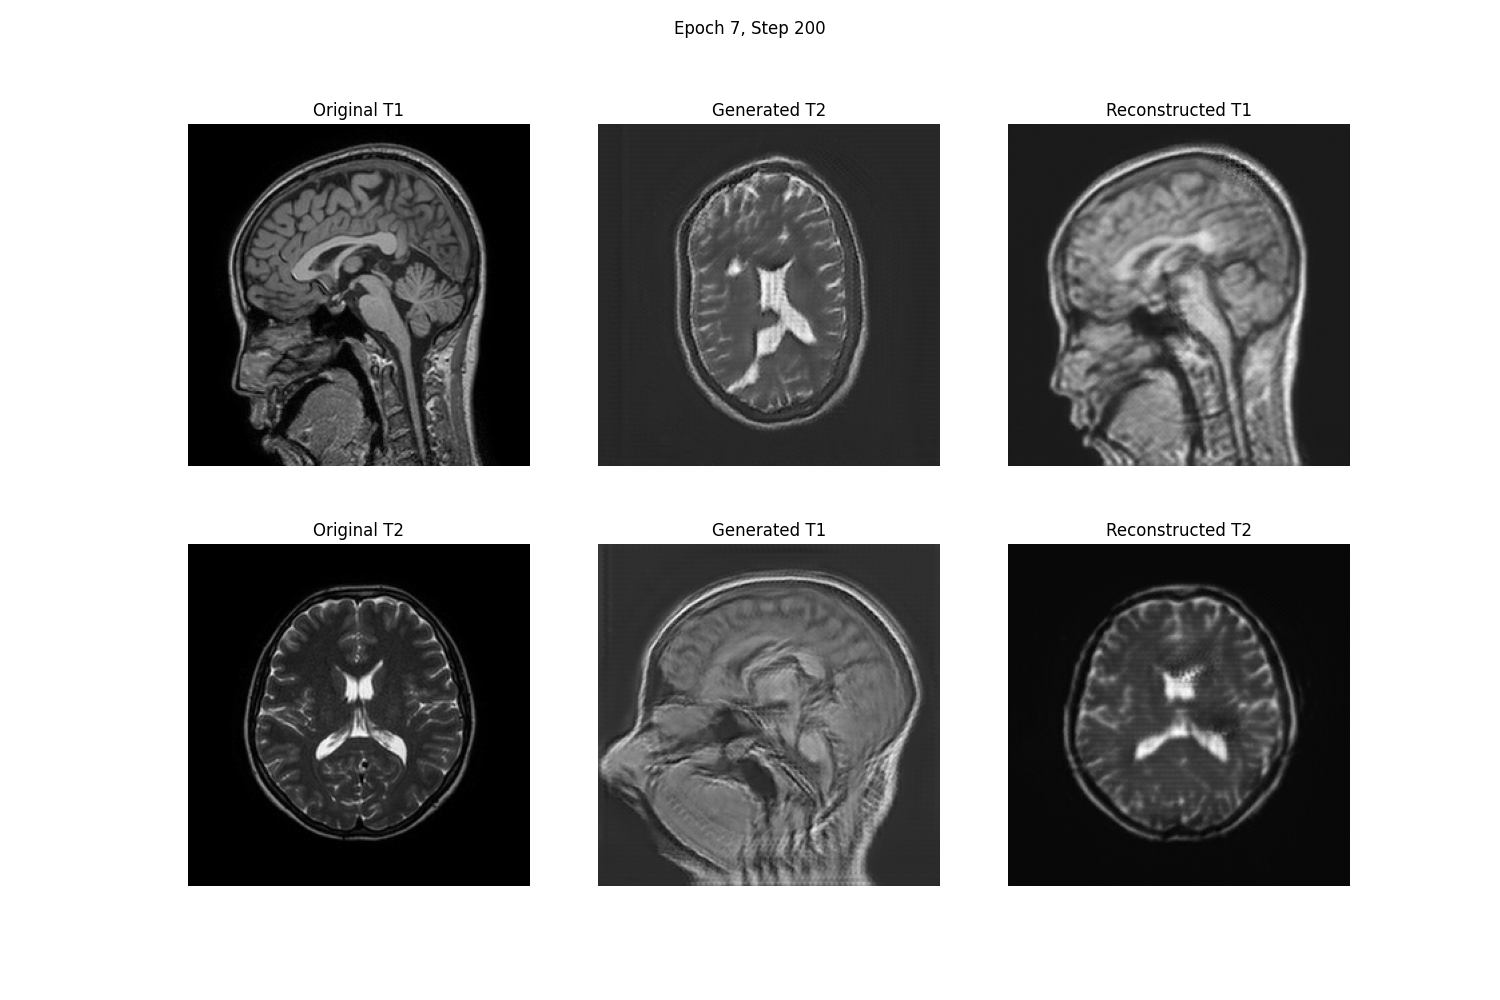 Epoch 7, Step 200
Original T1
Generated T2
Reconstructed T1
Original T2
Generated T1
Reconstructed T2